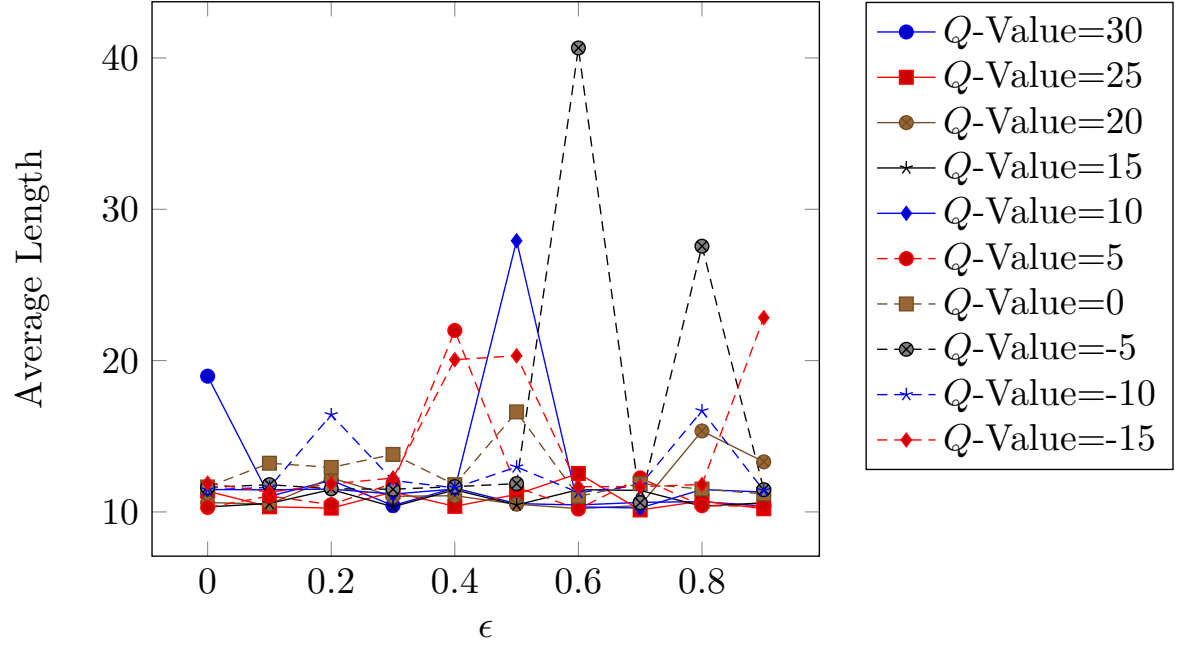 40
30
20
10
Average Length
0
0.2
0.4
0.6
0.8
ϵ
Q-Value=30
Q-Value=25
Q-Value=20
Q-Value=15
Q-Value=10
Q-Value=5
Q-Value=0
Q-Value=-5
Q-Value=-10
Q-Value=-15